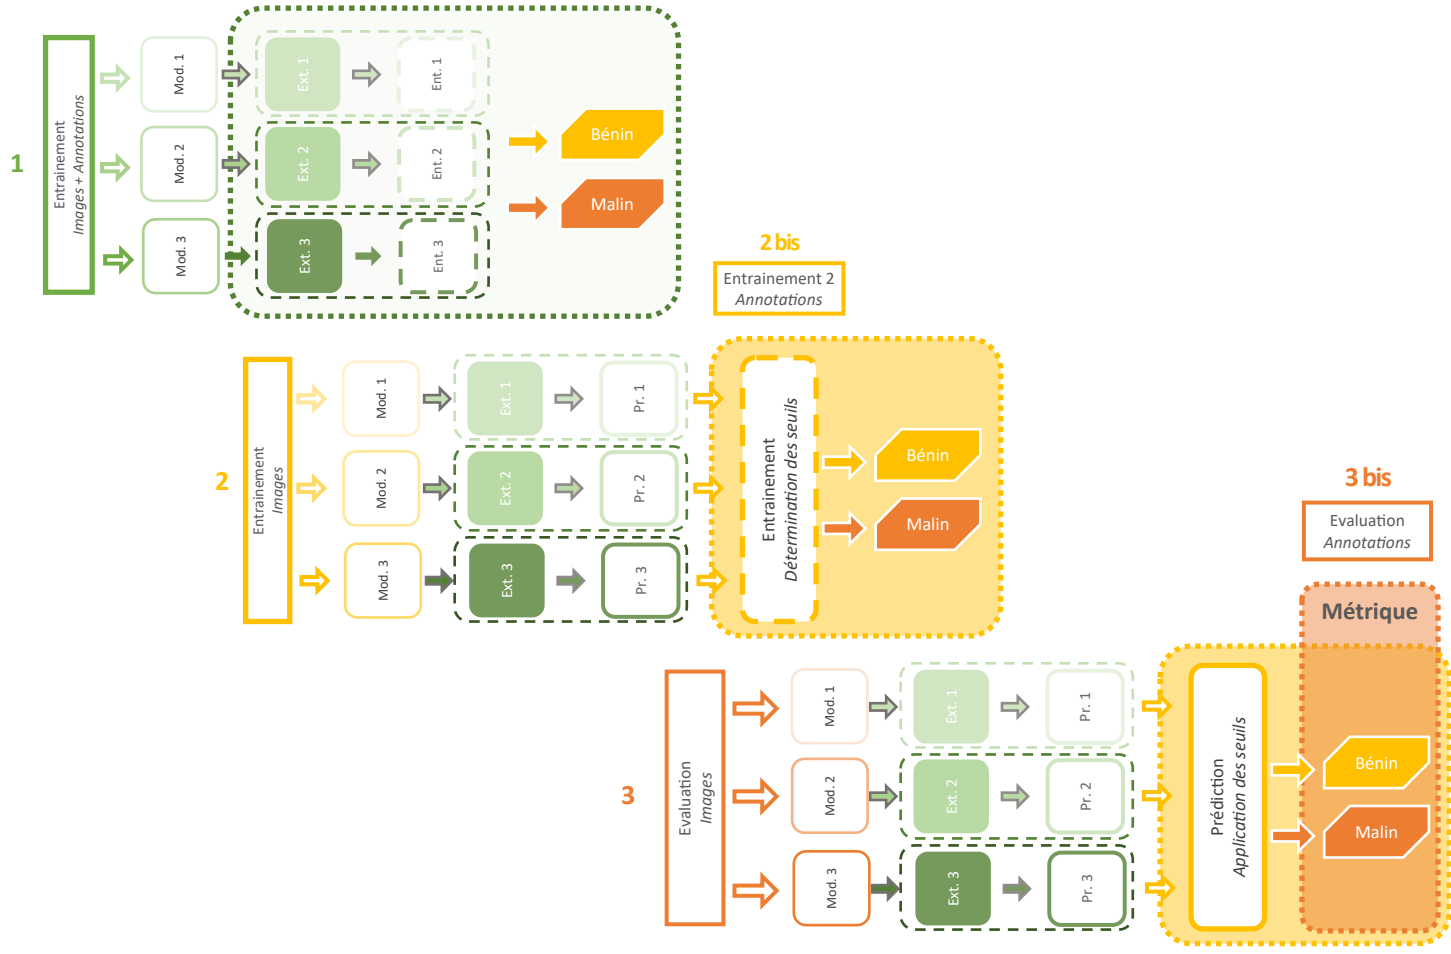 1
Entrainement
Images + Annotations
Mod. 1
Ext. 1
Ent. 1
Mod. 2
Ext. 2
Ent. 2
Mod. 3
Ext. 3
Ent. 3
Bénin
Malin
2 bis
Entrainement 2
Annotations
2
Entrainement
Images
Mod. 1
Ext. 1
Pr. 1
Mod. 2
Ext. 2
Pr. 2
Mod. 3
Ext. 3
Pr. 3
Entrainement
Détermination des seuils
Bénin
Malin
3 bis
Evaluation
Annotations
Métrique
3
Evaluation
Images
Mod. 1
Ext. 1
Pr. 1
Mod. 2
Ext. 2
Pr. 2
Mod. 3
Ext. 3
Pr. 3
Prédiction
Application des seuils
Bénin
Malin